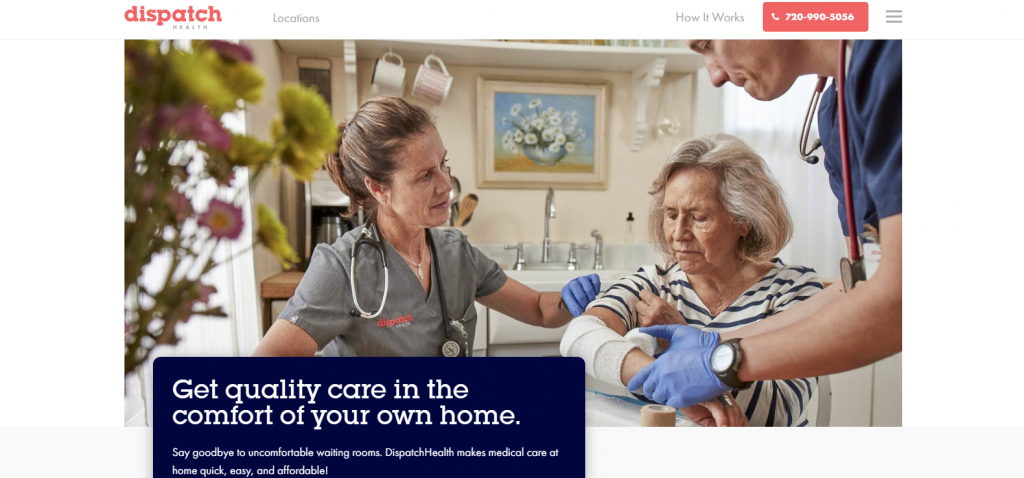 dispatch
HEALTH
Locations
How It Works
720-990-5056
dispatch
HEALTH
Get quality care in the
comfort of your own home.
Say goodbye to uncomfortable waiting rooms. DispatchHealth makes medical care at
home quick, easy, and affordable!